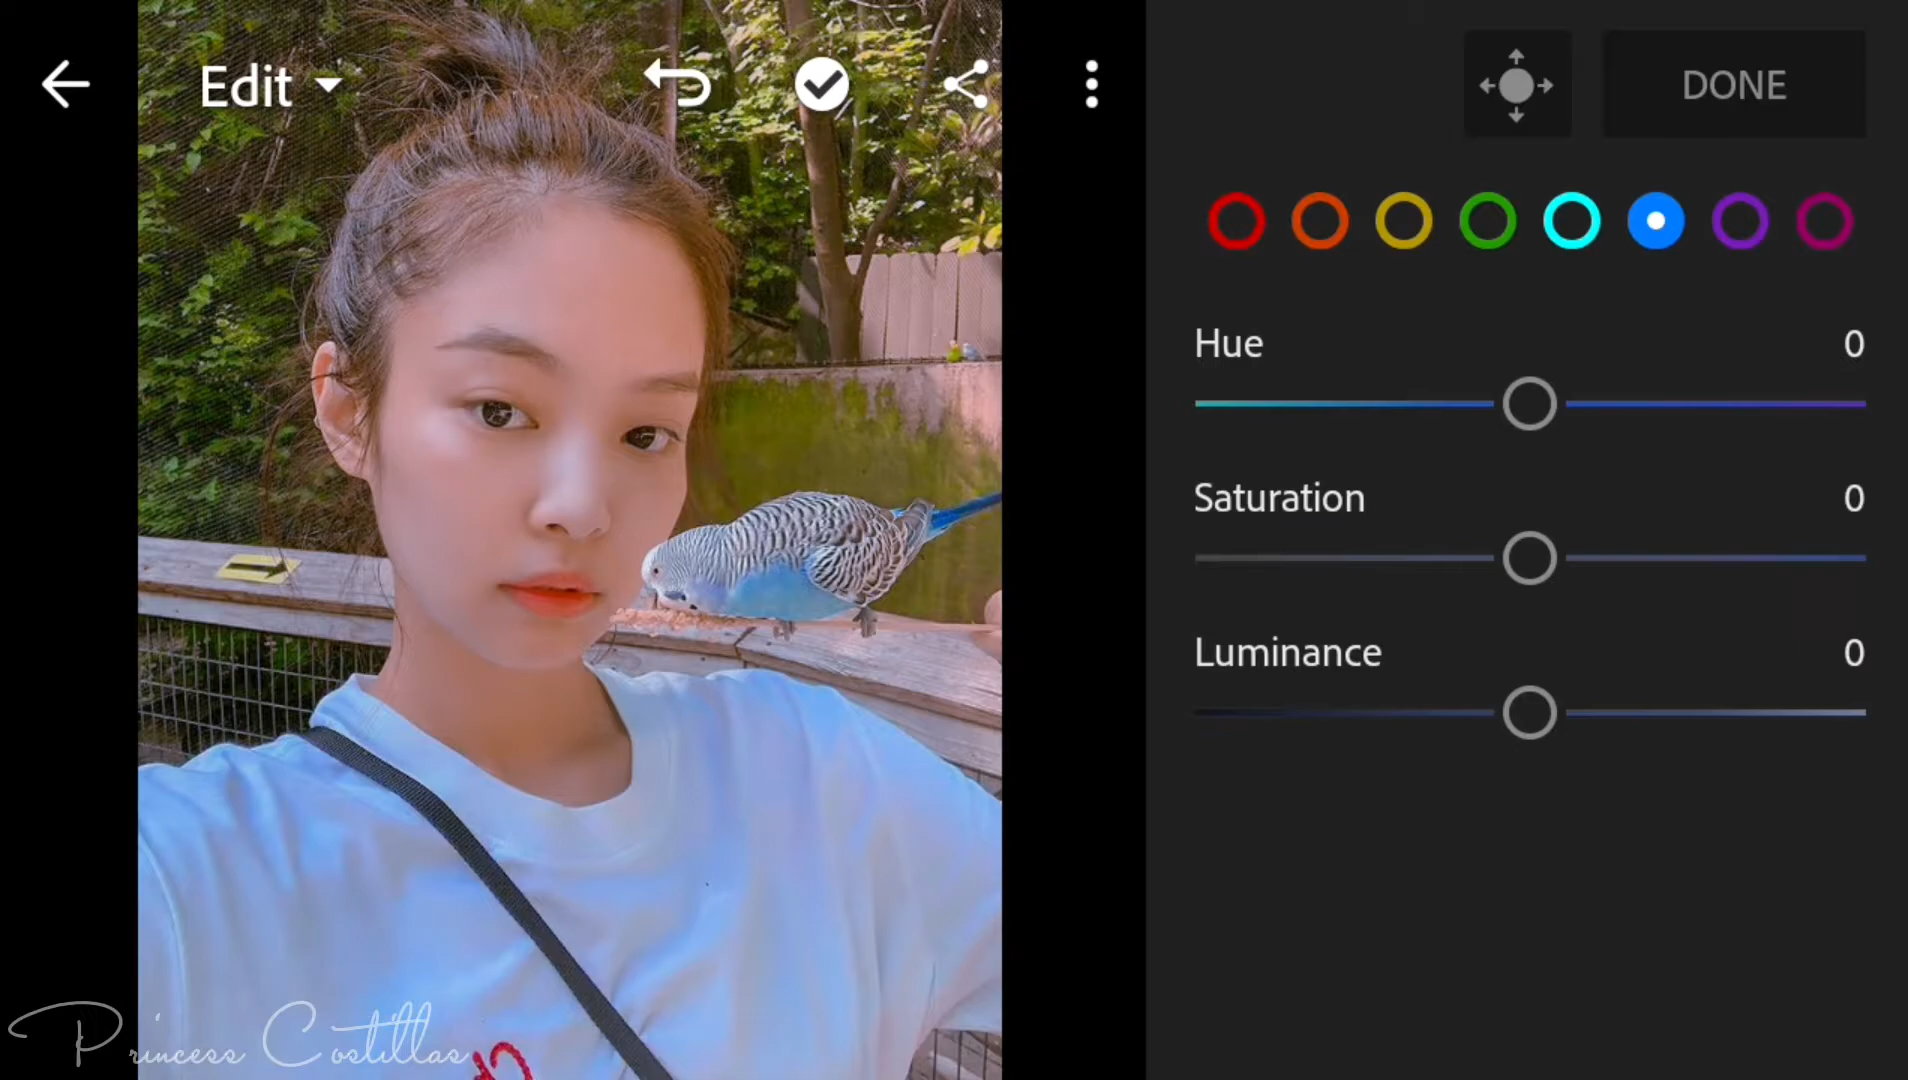 Edit
DONE
Hue 0
Saturation 0
Luminance 0
Princess Costillas